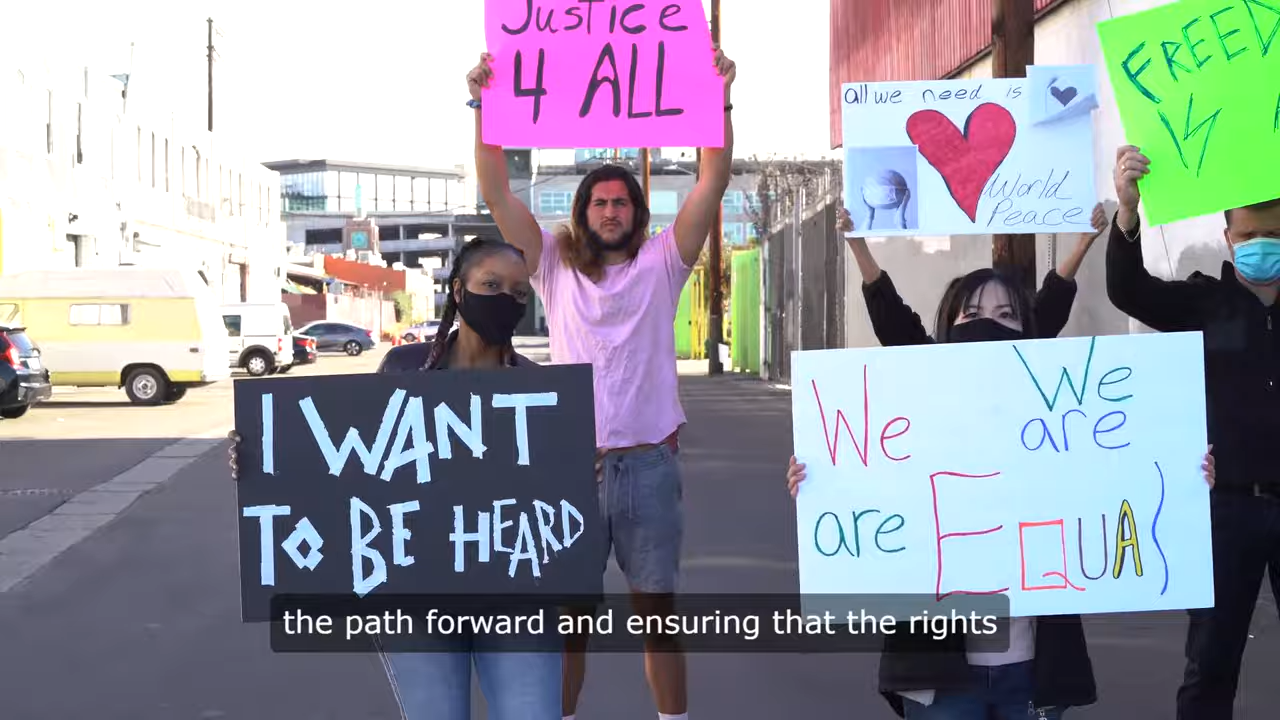 Justice
4 ALL
all we need is
World
Peace
FREED
I WANT
TO BE HEARD
We We
are
are EQUAL
the path forward and ensuring that the rights